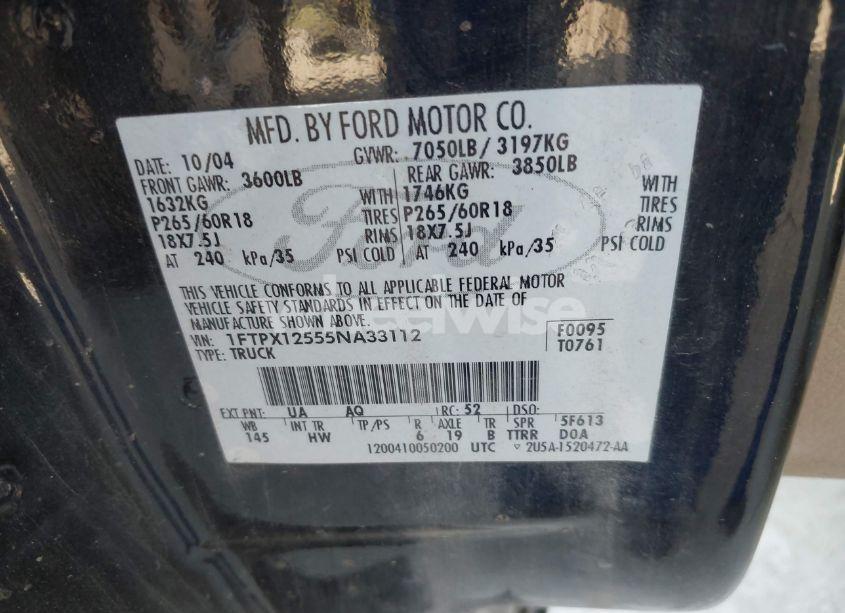 MFD. BY FORD MOTOR CO.
DATE: 10/04 GVWR: 7050LB/ 3197KG
FRONT GAWR: 3600LB REAR GAWR: 3850LB
1632KG WITH 1746KG WITH
P265/60R18 TIRES P265/60R18 TIRES
18X7.5J RIMS 18X7.5J RIMS
AT 240 kPa/35 PSI COLD AT 240 kPa/35 PSI COLD
Ford
THIS VEHICLE CONFORMS TO ALL APPLICABLE FEDERAL MOTOR
VEHICLE SAFETY STANDARDS IN EFFECT ON THE DATE OF
MANUFACTURE SHOWN ABOVE.
VIN: 1FTPX12555NA33112 F0095
TYPE: TRUCK T0761
EXT PNT: UA AQ RC: 52 DSO:
WB INT TR TP/PS R AXLE TR SPR 5F613
145 HW 6 19 B TTRR DOA
1200410050200 UTC ▽ 2U5A-1520472-AA